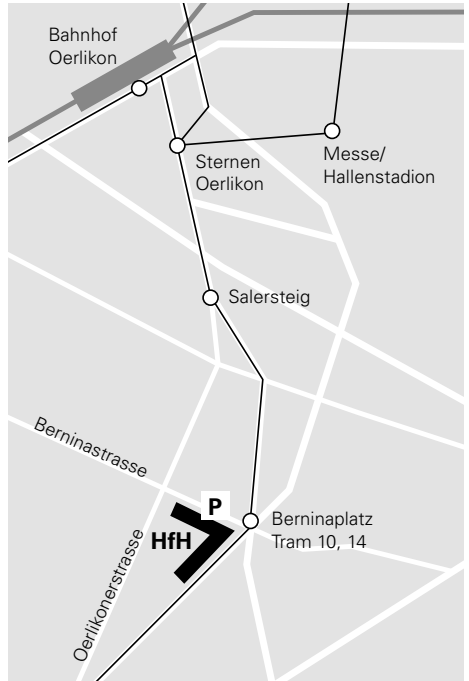 Bahnhof
Oerlikon
Sternen
Oerlikon
Messe/
Hallenstadion
Salersteig
Berninastrasse
P
HfH
Berninaplatz
Tram 10, 14
Oerlikonerstrasse